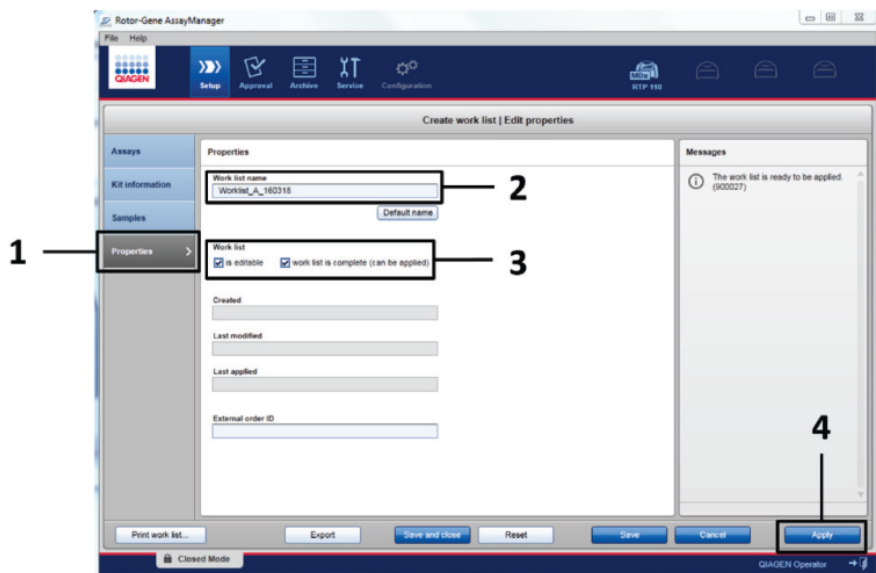 Rotor-Gene AssayManager
File Help
QIAGEN
Setup Approval Archive Service Configuration
MDx
RTP 110
Create work list | Edit properties
Assays
Kit information
Samples
Properties >
Properties
Work list name
Worklist_A_160318
Default name
Work list
is editable work list is complete (can be applied)
Created
Last modified
Last applied
External order ID
Messages
The work list is ready to be applied.
(900027)
1
2
3
4
Print work list... Export Save and close Reset Save Cancel Apply
Closed Mode
QIAGEN Operator